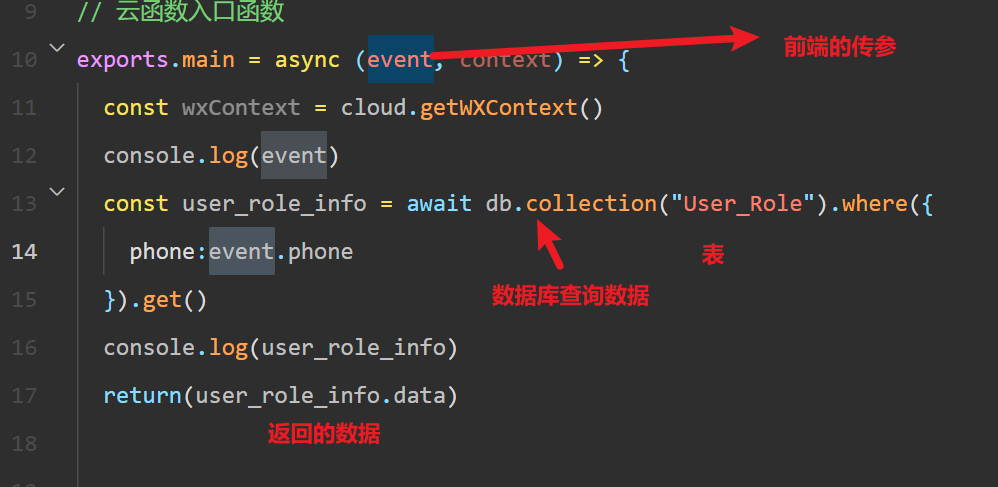 9 // 云函数入口函数
10 exports.main = async (event, context) => { 前端的传参
11 const wxContext = cloud.getWXContext()
12 console.log(event)
13 const user_role_info = await db.collection("User_Role").where({
14 phone:event.phone 表
数据库查询数据
15 }).get()
16 console.log(user_role_info)
17 return(user_role_info.data)
返回的数据
18